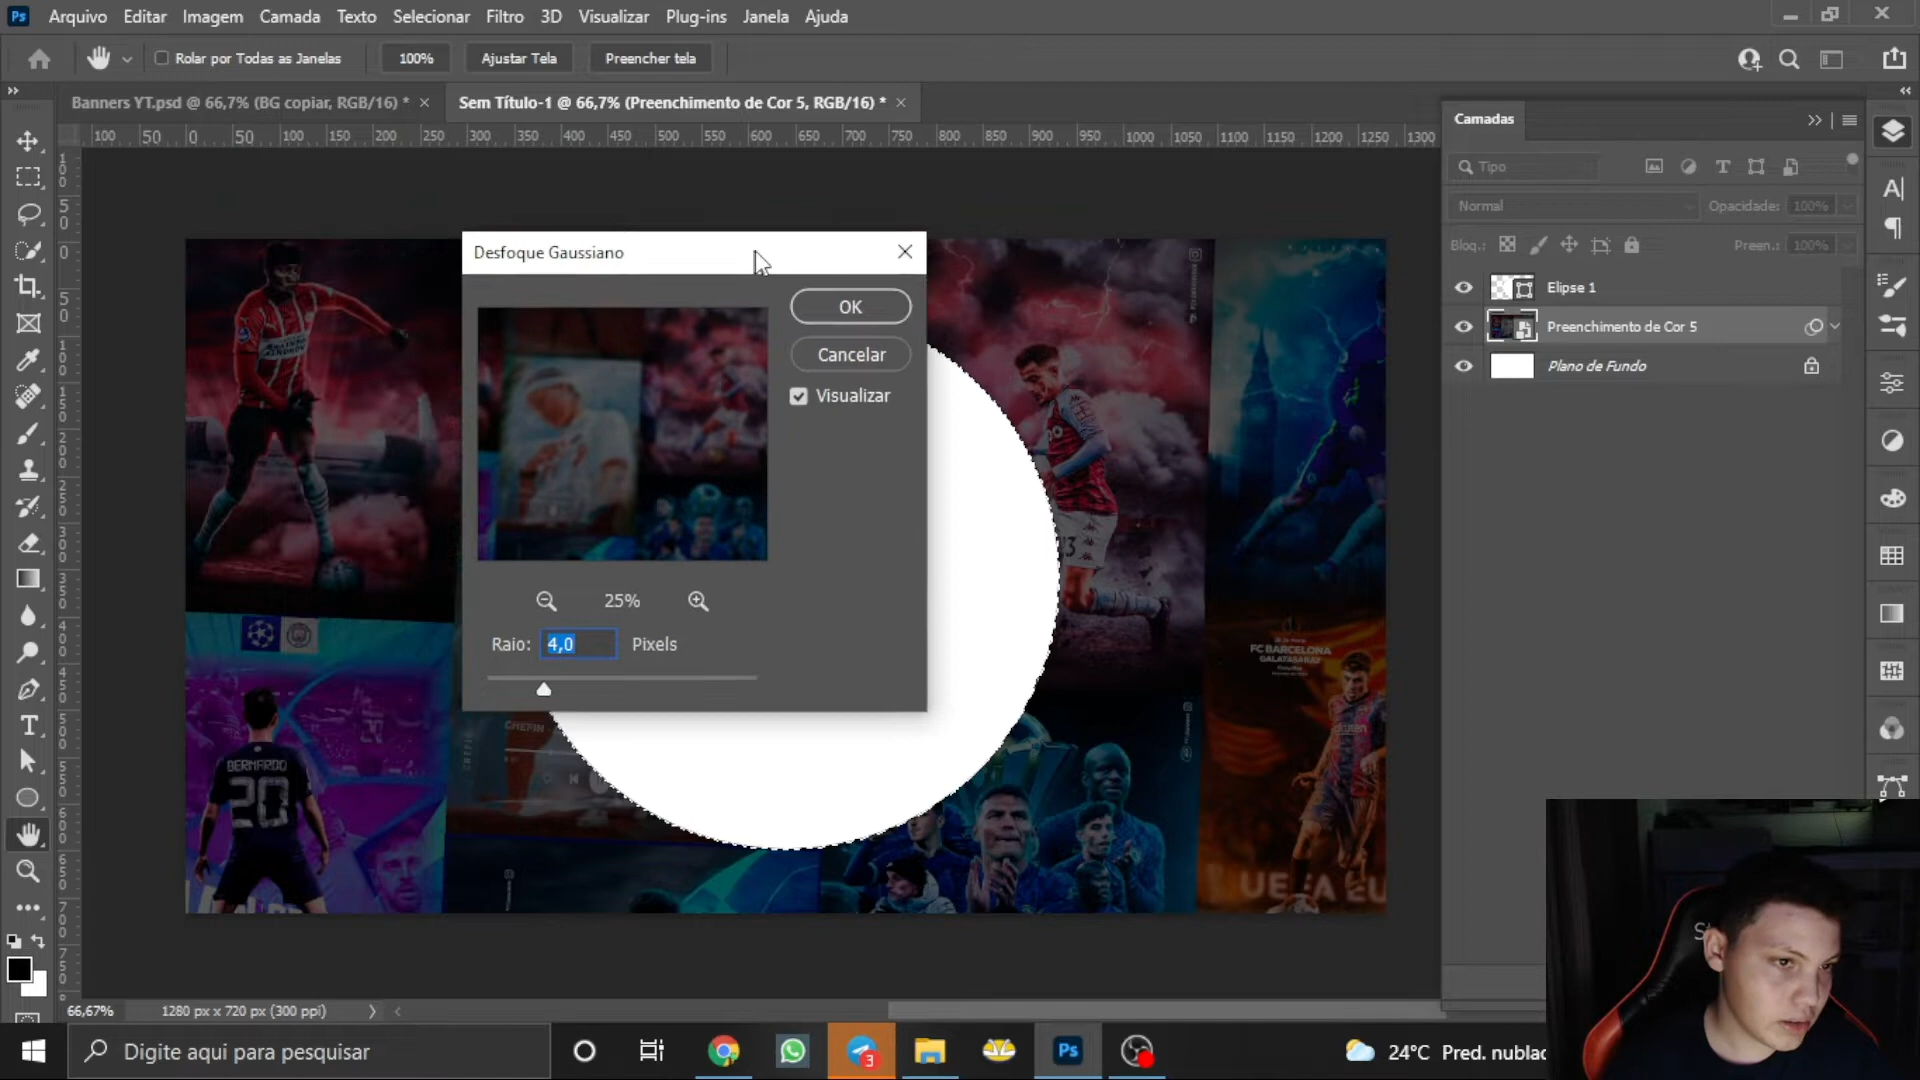 Ps Arquivo Editar Imagem Camada Texto Selecionar Filtro 3D Visualizar Plug-ins Janela Ajuda
Rolar por Todas as Janelas 100% Ajustar Tela Preencher tela
Banners YT.psd @ 66,7% (BG copiar, RGB/16) * × Sem Título-1 @ 66,7% (Preenchimento de Cor 5, RGB/16) * ×
100 50 0 50 100 150 200 250 300 350 400 450 500 550 600 650 700 750 800 850 900 950 1000 1050 1100 1150 1200 1250 1300
Camadas
Tipo
Normal Opacidade: 100%
Bloq.: Preen.: 100%
Elipse 1
Preenchimento de Cor 5
Plano de Fundo
Desfoque Gaussiano
OK
Cancelar
Visualizar
25%
Raio: 4,0 Pixels
FC BARCELONA
GALATASARAY
CHEFIN
BERNARDO
20
UEFA EU
66,67% 1280 px x 720 px (300 ppi)
Digite aqui para pesquisar
3
Ps
24°C Pred. nublac